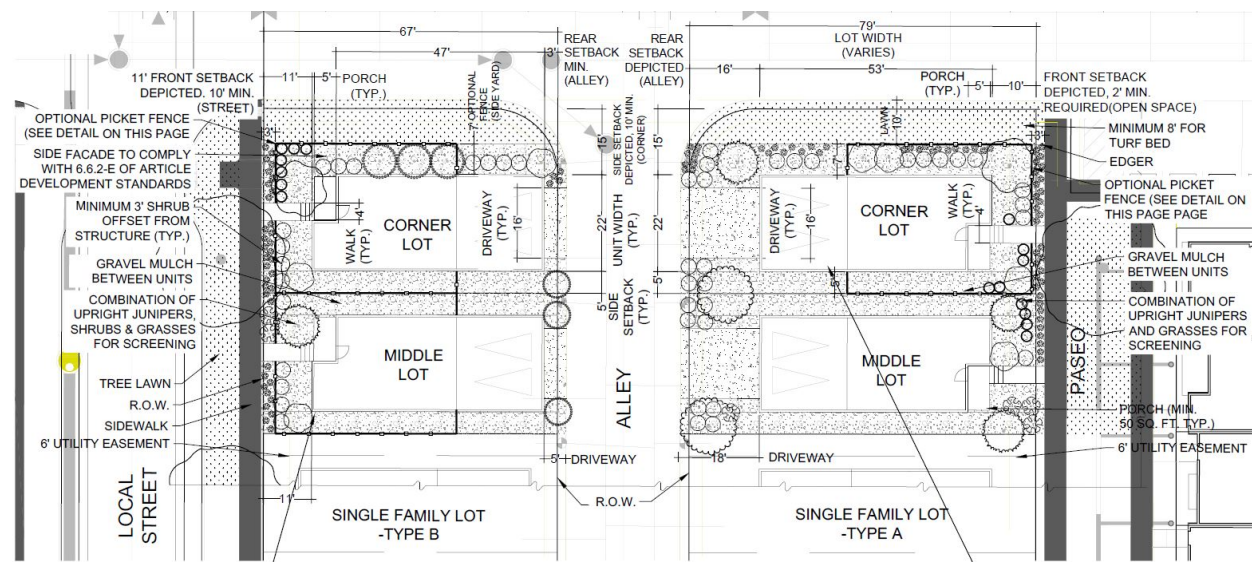 67'
79'
LOT WIDTH
(VARIES)
47'
3'
REAR
SETBACK
MIN.
(ALLEY)
REAR
SETBACK
DEPICTED
(ALLEY)
16'
53'
11' FRONT SETBACK
DEPICTED. 10' MIN.
(STREET)
11'
5'
PORCH
(TYP.)
7' OPTIONAL
FENCE
(SIDE YARD)
PORCH
(TYP.)
5'
10'
FRONT SETBACK
DEPICTED, 2' MIN.
REQUIRED(OPEN SPACE)
OPTIONAL PICKET FENCE
(SEE DETAIL ON THIS PAGE)
3'
SIDE FACADE TO COMPLY
WITH 6.6.2-E OF ARTICLE
DEVELOPMENT STANDARDS
MINIMUM 3' SHRUB
OFFSET FROM
STRUCTURE (TYP.)
GRAVEL MULCH
BETWEEN UNITS
COMBINATION OF
UPRIGHT JUNIPERS,
SHRUBS & GRASSES
FOR SCREENING
TREE LAWN
R.O.W.
SIDEWALK
6' UTILITY EASEMENT
LOCAL
STREET
4'
WALK
(TYP.)
CORNER
LOT
DRIVEWAY
(TYP.)
16'
MIDDLE
LOT
15'
SIDE SETBACK
DEPICTED, 10' MIN.
(CORNER)
15'
22'
UNIT WIDTH
(TYP.)
22'
5'
SIDE
SETBACK
(TYP.)
5'
ALLEY
LAWN
10'
7'
DRIVEWAY
(TYP.)
16'
CORNER
LOT
WALK
(TYP.)
4'
5'
MIDDLE
LOT
3'
MINIMUM 8' FOR
TURF BED
EDGER
OPTIONAL PICKET
FENCE (SEE DETAIL ON
THIS PAGE PAGE
GRAVEL MULCH
BETWEEN UNITS
COMBINATION OF
UPRIGHT JUNIPERS
AND GRASSES FOR
SCREENING
PASEO
PORCH (MIN.
50 SQ. FT. TYP.)
6' UTILITY EASEMENT
5'
DRIVEWAY
18'
DRIVEWAY
11'
R.O.W.
SINGLE FAMILY LOT
-TYPE B
SINGLE FAMILY LOT
-TYPE A